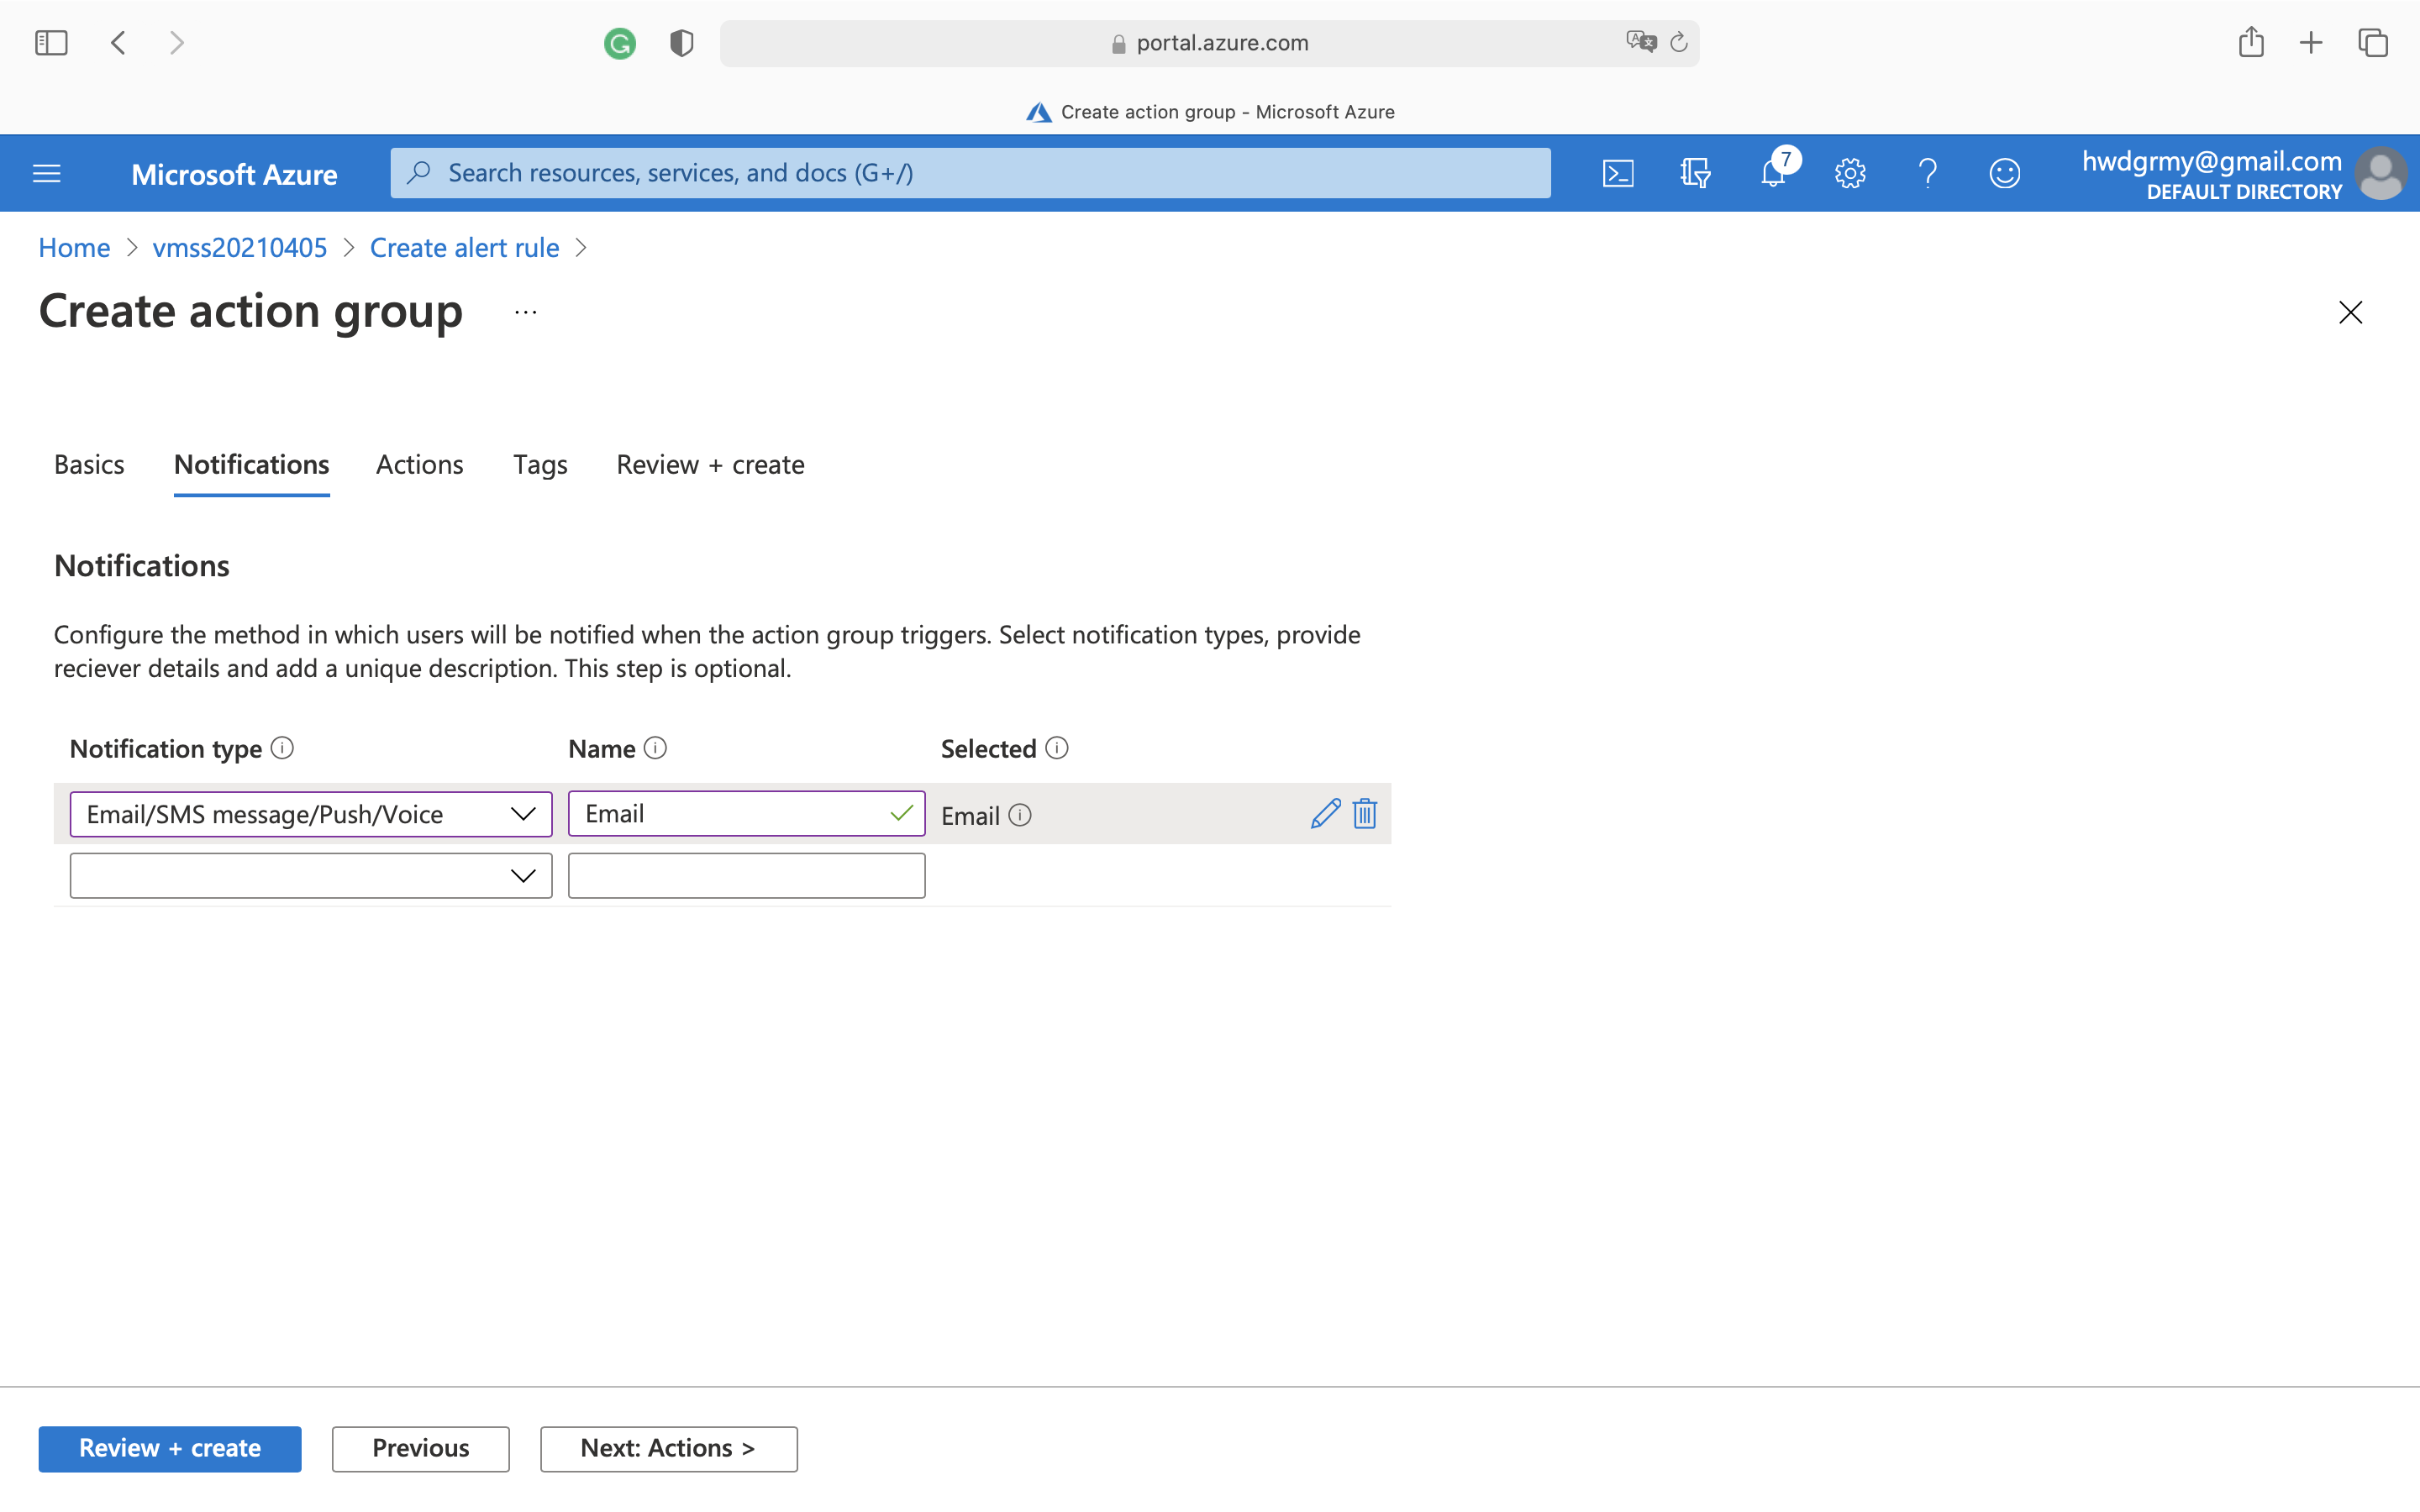 portal.azure.com
Create action group - Microsoft Azure
Microsoft Azure
Search resources, services, and docs (G+/)
7
hwdgrmy@gmail.com
DEFAULT DIRECTORY
Home > vmss20210405 > Create alert rule >
Create action group ...
Basics Notifications Actions Tags Review + create
Notifications
Configure the method in which users will be notified when the action group triggers. Select notification types, provide
reciever details and add a unique description. This step is optional.
Notification type Name Selected
Email/SMS message/Push/Voice Email Email
Review + create Previous Next: Actions >